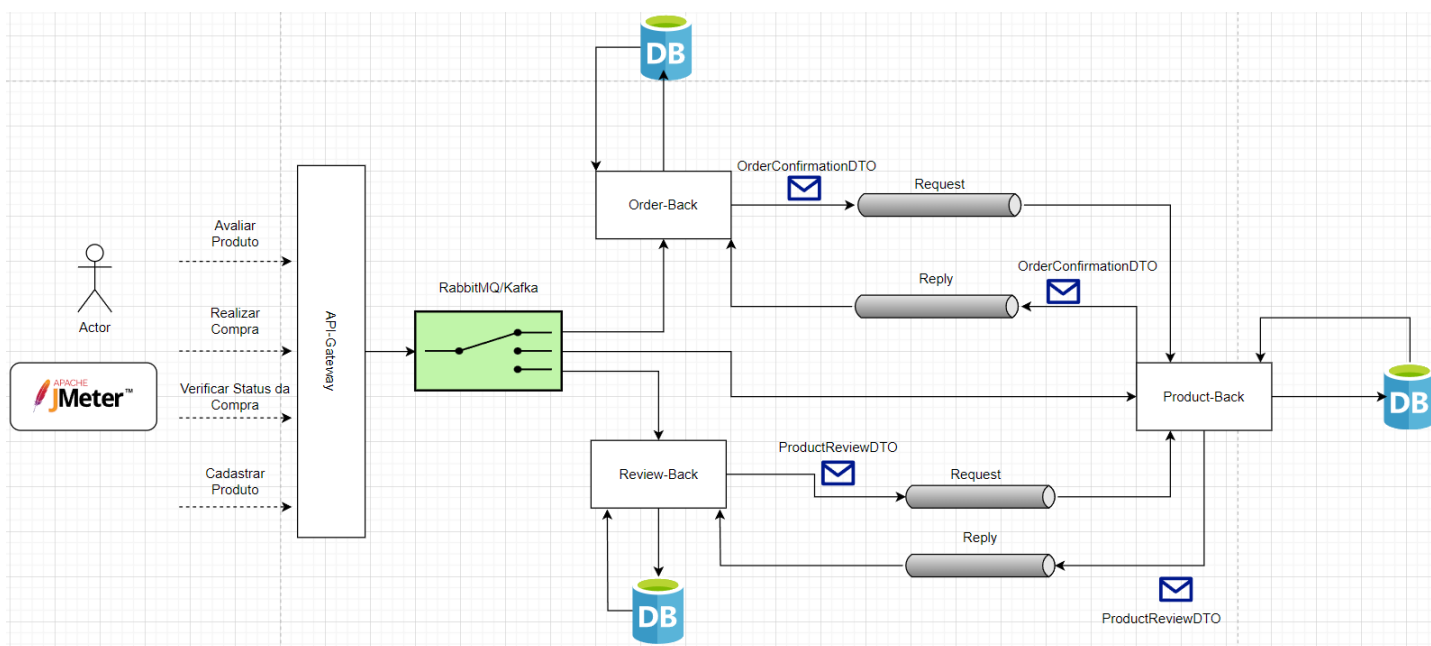 DB
OrderConfirmationDTO
Request
Order-Back
Avaliar
Produto
OrderConfirmationDTO
Reply
RabbitMQ/Kafka
Realizar
Compra
Actor
API-Gateway
APACHE
JMeter™
Verificar Status da
Compra
Product-Back
DB
ProductReviewDTO
Cadastrar
Produto
Review-Back
Request
Reply
DB
ProductReviewDTO